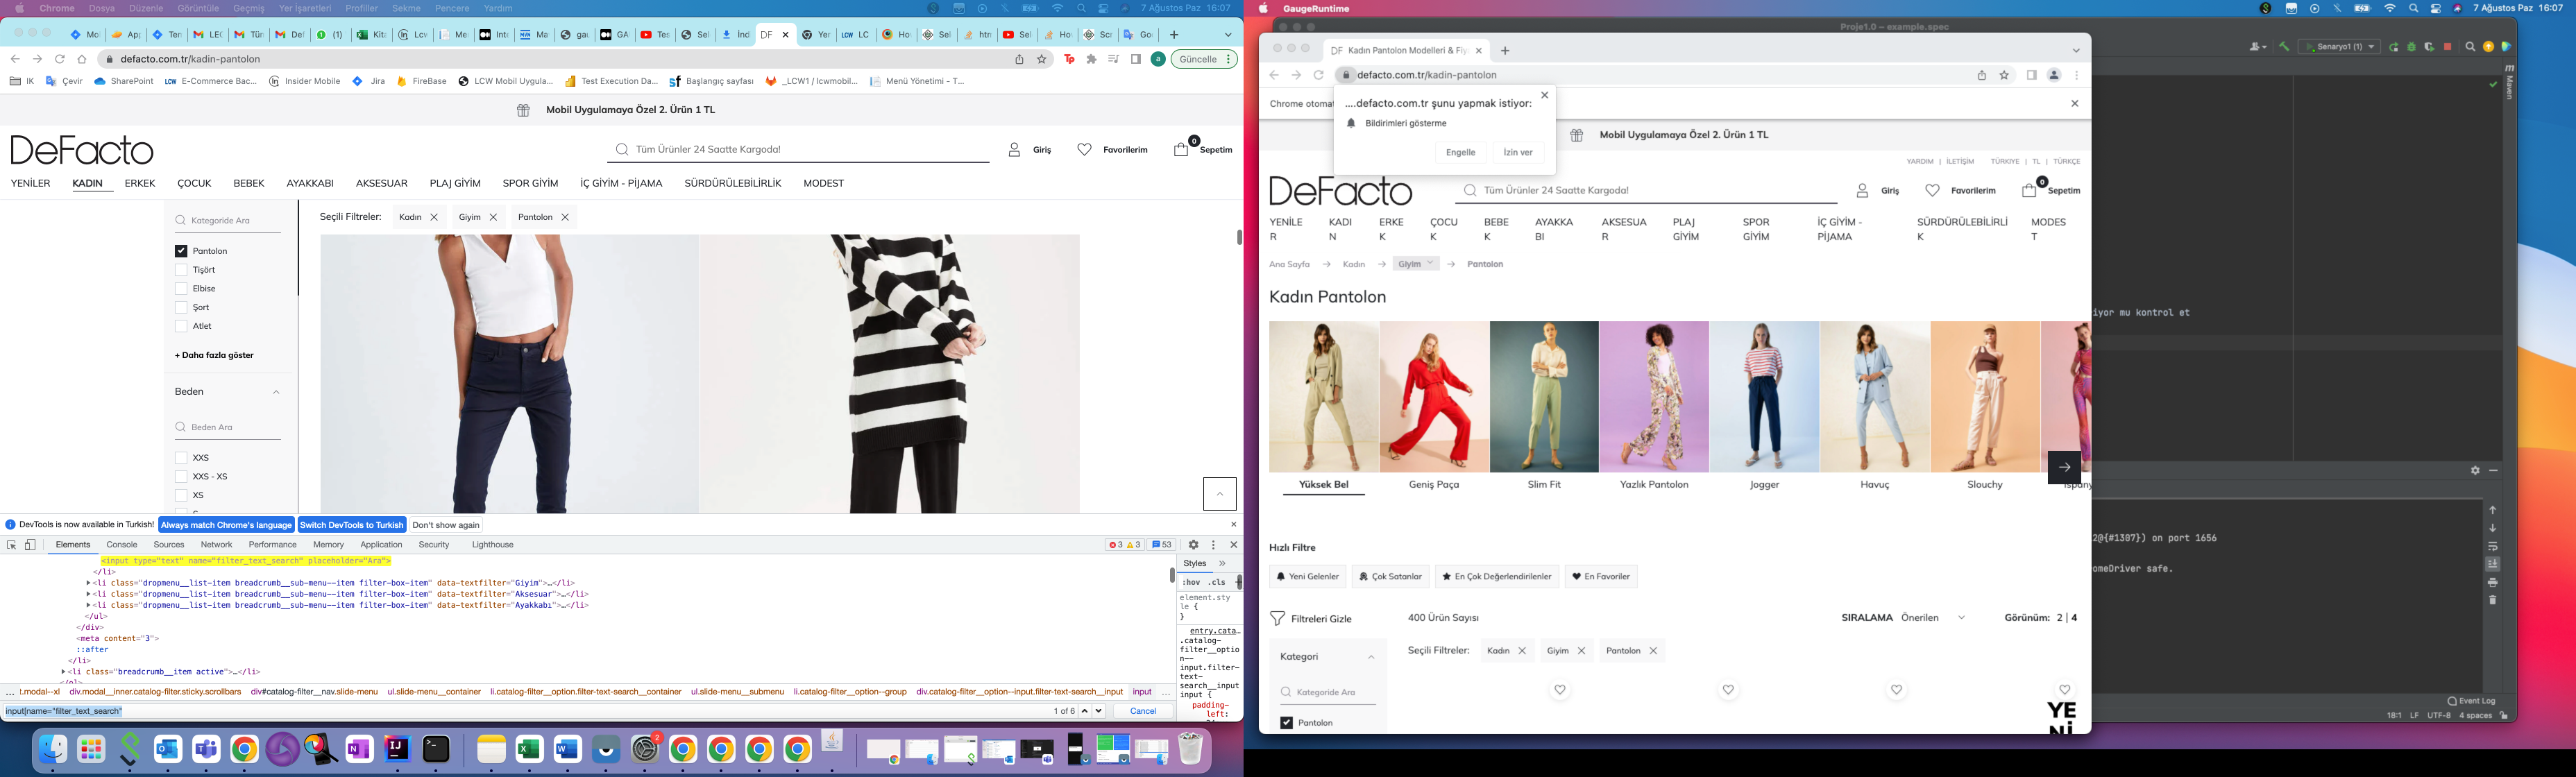 Chrome Dosya Düzenle Görüntüle Geçmiş Yer İşaretleri Profiller Sekme Pencere Yardım 7 Ağustos Paz 16:07
defacto.com.tr/kadin-pantolon Güncelle
IK Çevir SharePoint E-Commerce Bac... Insider Mobile Jira FireBase LCW Mobil Uygula... Test Execution Da... Başlangıç sayfası _LCW1 / lcwmobil... Menü Yönetimi - T...
Mobil Uygulamaya Özel 2. Ürün 1 TL
DeFacto Tüm Ürünler 24 Saatte Kargoda! Giriş Favorilerim 0 Sepetim
YENİLER KADIN ERKEK ÇOCUK BEBEK AYAKKABI AKSESUAR PLAJ GİYİM SPOR GİYİM İÇ GİYİM - PİJAMA SÜRDÜRÜLEBİLİRLİK MODEST
Kategoride Ara
Seçili Filtreler: Kadın Giyim Pantolon
Pantolon
Tişört
Elbise
Şort
Atlet
+ Daha fazla göster
Beden
Beden Ara
XXS
XXS - XS
XS
DevTools is now available in Turkish! Always match Chrome's language Switch DevTools to Turkish Don't show again
Elements Console Sources Network Performance Memory Application Security Lighthouse 3 3 53
<input type="text" name="filter_text_search" placeholder="Ara">
</li>
<li class="dropmenu__list-item breadcrumb__sub-menu--item filter-box-item" data-textfilter="Giyim">…</li>
<li class="dropmenu__list-item breadcrumb__sub-menu--item filter-box-item" data-textfilter="Aksesuar">…</li>
<li class="dropmenu__list-item breadcrumb__sub-menu--item filter-box-item" data-textfilter="Ayakkabı">…</li>
</ul>
</div>
<meta content="3">
::after
</li>
<li class="breadcrumb__item active">…</li>
... t.modal--xl div.modal__inner.catalog-filter.sticky.scrollbars div#catalog-filter__nav.slide-menu ul.slide-menu__container li.catalog-filter__option.filter-text-search__container ul.slide-menu__submenu li.catalog-filter__option--group div.catalog-filter__option--input.filter-text-search__input input ...
input[name="filter_text_search" 1 of 6 Cancel
Styles
:hov .cls
element.sty
le {
}
entry.cata…
.catalog-
filter__optio
n--
input.filter-
text-
search__input
input {
padding-
left:
2
GaugeRuntime 7 Ağustos Paz 16:07
Proje1.0 – example.spec
Senaryo1 (1)
Maven
DF Kadın Pantolon Modelleri & Fi
defacto.com.tr/kadin-pantolon
Chrome otomat
....defacto.com.tr şunu yapmak istiyor:
Bildirimleri gösterme
Engelle İzin ver
Mobil Uygulamaya Özel 2. Ürün 1 TL
YARDIM | İLETİŞİM TÜRKIYE | TL | TÜRKÇE
DeFacto Tüm Ürünler 24 Saatte Kargoda! Giriş Favorilerim 0 Sepetim
YENİLE KADI ERKE ÇOCU BEBE AYAKKA AKSESUA PLAJ SPOR İÇ GİYİM - SÜRDÜRÜLEBİLİRLİ MODES
R N K K K BI R GİYİM GİYİM PİJAMA K T
Ana Sayfa Kadın Giyim Pantolon
Kadın Pantolon
Yüksek Bel Geniş Paça Slim Fit Yazlık Pantolon Jogger Havuç Slouchy İspany
Hızlı Filtre
Yeni Gelenler Çok Satanlar En Çok Değerlendirilenler En Favoriler
Filtreleri Gizle 400 Ürün Sayısı SIRALAMA Önerilen Görünüm: 2 | 4
Kategori
Seçili Filtreler: Kadın Giyim Pantolon
Kategoride Ara
Pantolon
YE
Nİ
iyor mu kontrol et
2@{#1307}) on port 1656
omeDriver safe.
Event Log
18:1 LF UTF-8 4 spaces